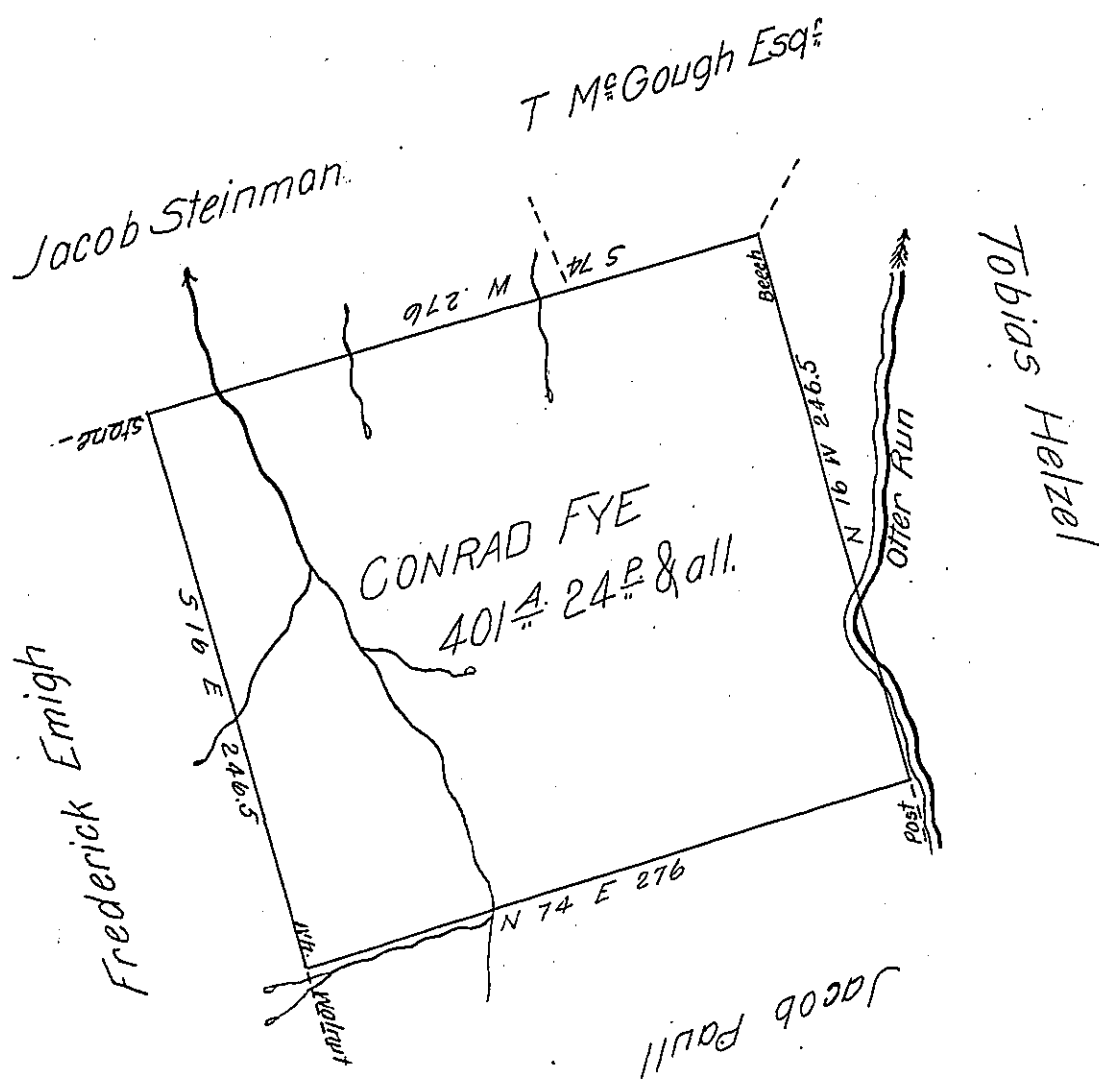 T McGough Esqr
Jacob Steinman
S 74 W 276
Beech
Stone
Tobias Helzel
N 16 W 246.5
Otter Run
CONRAD FYE
401 A. 24 P. & all.
S 16 E 246.5
Frederick Emigh
Post
N 74 E 276
Wh. Walnut
Jacob Paull